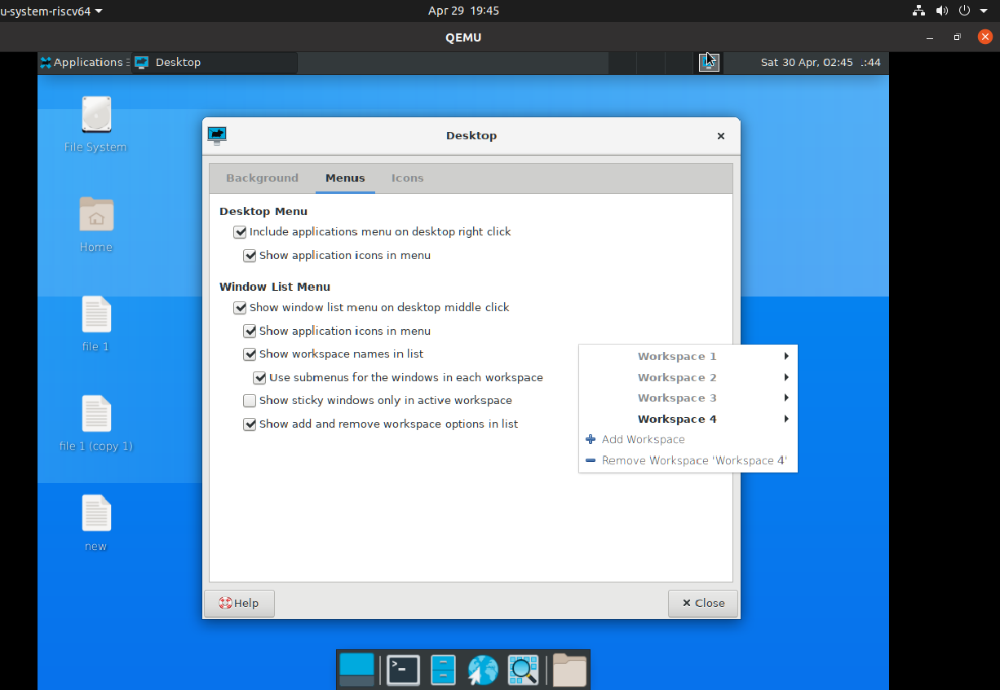 u-system-riscv64
Apr 29 19:45
QEMU
Applications
Desktop
Sat 30 Apr, 02:45
.:44
File System
Home
file 1
file 1 (copy 1)
new
Desktop
Background Menus Icons
Desktop Menu
Include applications menu on desktop right click
Show application icons in menu
Window List Menu
Show window list menu on desktop middle click
Show application icons in menu
Show workspace names in list
Use submenus for the windows in each workspace
Show sticky windows only in active workspace
Show add and remove workspace options in list
Workspace 1
Workspace 2
Workspace 3
Workspace 4
Add Workspace
Remove Workspace 'Workspace 4'
Help
Close